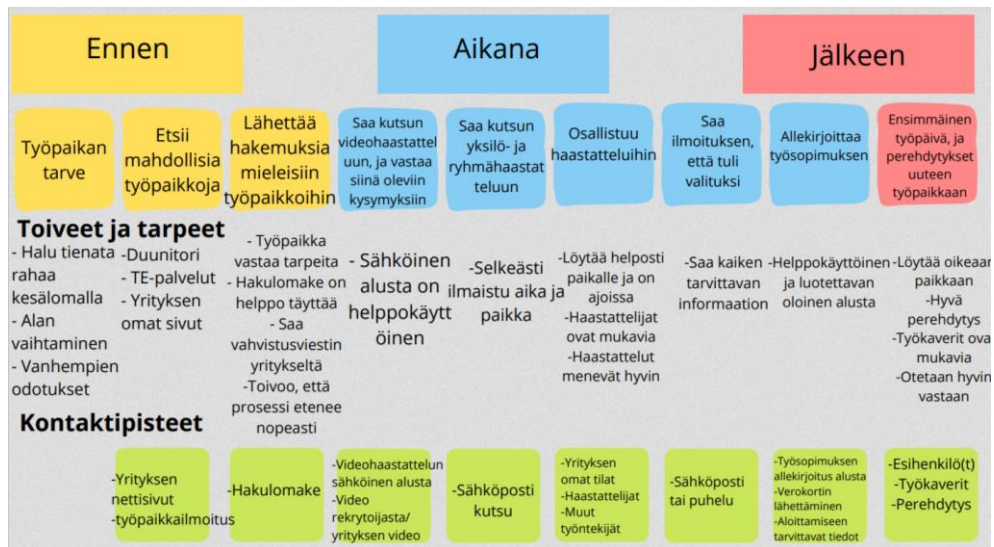 Ennen
Aikana
Jälkeen
Työpaikan
tarve
Etsii
mahdollisia
työpaikkoja
Lähettää
hakemuksia
mieleisiin
työpaikkoihin
Saa kutsun
videohaastattel
uun, ja vastaa
siinä oleviin
kysymyksiin
Saa kutsun
yksilö- ja
ryhmähaastat
teluun
Osallistuu
haastatteluihin
Saa
ilmoituksen,
että tuli
valituksi
Allekirjoittaa
työsopimuksen
Ensimmäinen
työpäivä, ja
perehdytykset
uuteen
työpaikkaan
Toiveet ja tarpeet
- Halu tienata
rahaa
kesälomalla
- Alan
vaihtaminen
- Vanhempien
odotukset
-Duunitori
- TE-palvelut
- Yrityksen
omat sivut
- Työpaikka
vastaa tarpeita
- Hakulomake on
helppo täyttää
- Saa
vahvistusviestin
yritykseltä
-Toivoo, että
prosessi etenee
nopeasti
- Sähköinen
alusta on
helppokäytt
öinen
-Selkeästi
ilmaistu aika ja
paikka
-Löytää helposti
paikalle ja on
ajoissa
-Haastattelijat
ovat mukavia
-Haastattelut
menevät hyvin
-Saa kaiken
tarvittavan
informaation
-Helppokäyttöinen
ja luotettavan
oloinen alusta
-Löytää oikeaan
paikkaan
-Hyvä
perehdytys
-Työkaverit ova
mukavia
-Otetaan hyvin
vastaan
Kontaktipisteet
-Yrityksen
nettisivut
-työpaikkailmoitus
-Hakulomake
-Videohaastattelun
sähköinen alusta
-Video
rekrytoijasta/
yrityksen video
-Sähköposti
kutsu
-Yrityksen
omat tilat
-Haastattelijat
-Muut
työntekijät
-Sähköposti
tai puhelu
-Työsopimuksen
allekirjoitus alusta
-Verokortin
lähettäminen
-Aloittamiseen
tarvittavat tiedot
-Esihenkilö(t)
-Työkaverit
-Perehdytys